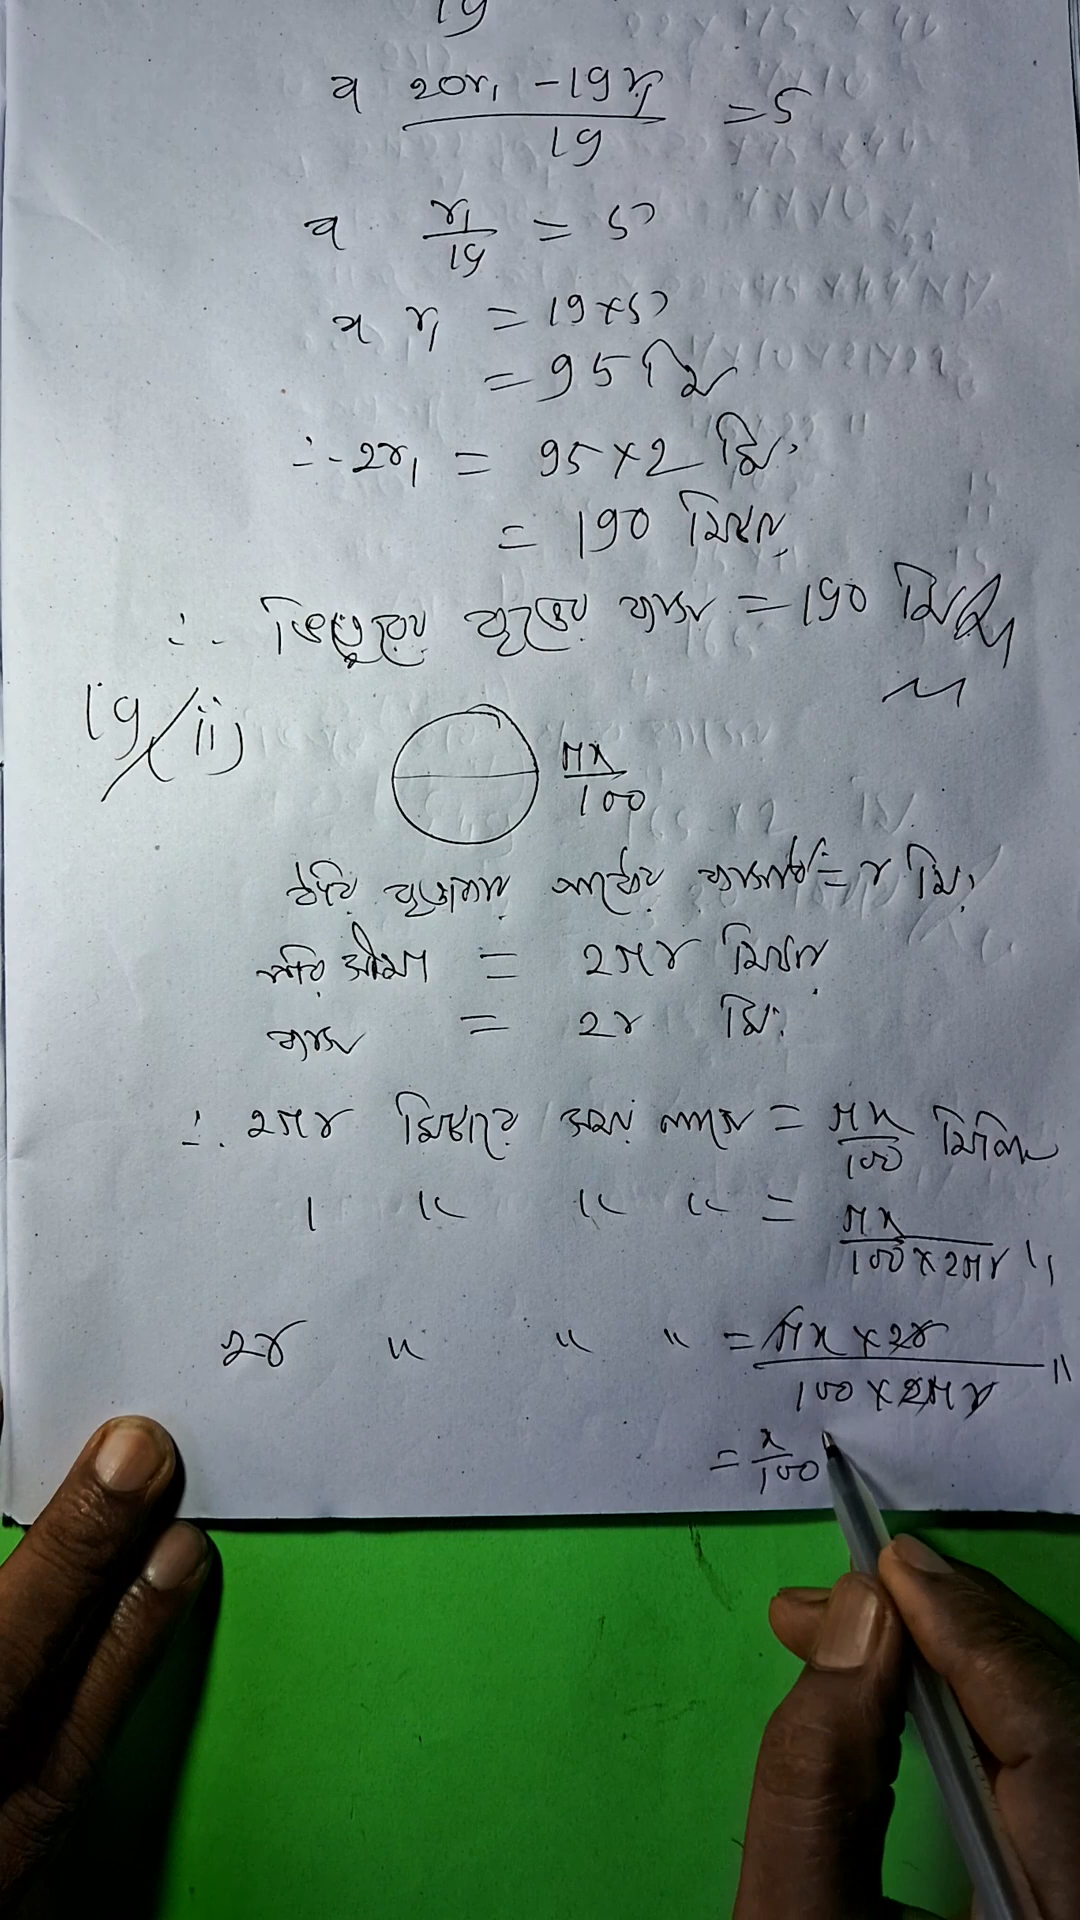 19
বা 20r₁ - 19r₁ / 19 = 5
বা r₁ / 19 = 5
বা r₁ = 19 × 5
= 95 মি
∴ 2r₁ = 95 × 2 মি.
= 190 মিটার
∴ ভিতরের বৃত্তের ব্যাস = 190 মিটার
19/(ii)
πx / 100
ধরি বৃত্তাকার মাঠের ব্যাসার্ধ = r মি.
পরিসীমা = 2πr মিটার
ব্যাস = 2r মি.
∴ 2πr মিটারে সময় লাগে = πx / 100 মিনিট
1 " " " = πx / 100 × 2πr "
2r " " " = πx × 2r / 100 × 2πr "
= x / 100